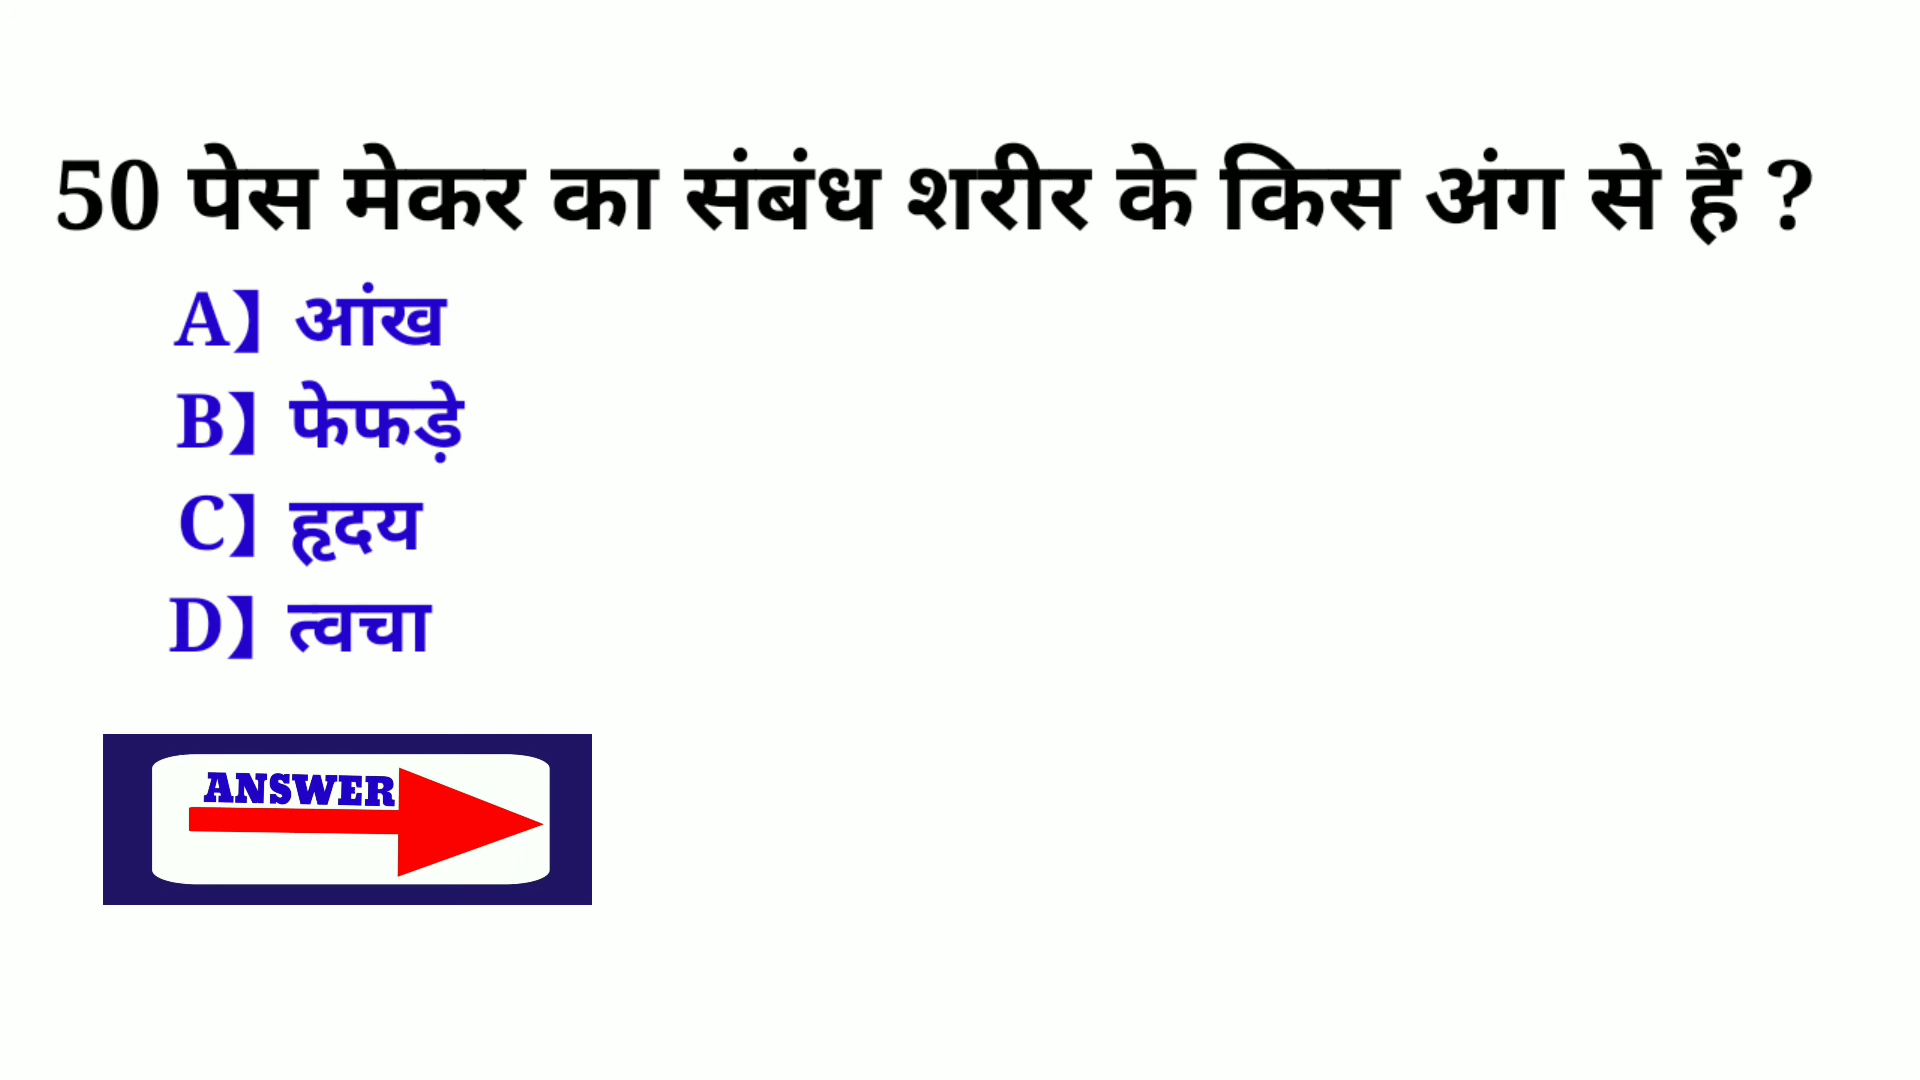 50 पेस मेकर का संबंध शरीर के किस अंग से हैं ?
A】 आंख
B】 फेफड़े
C】 हृदय
D】 त्वचा
ANSWER